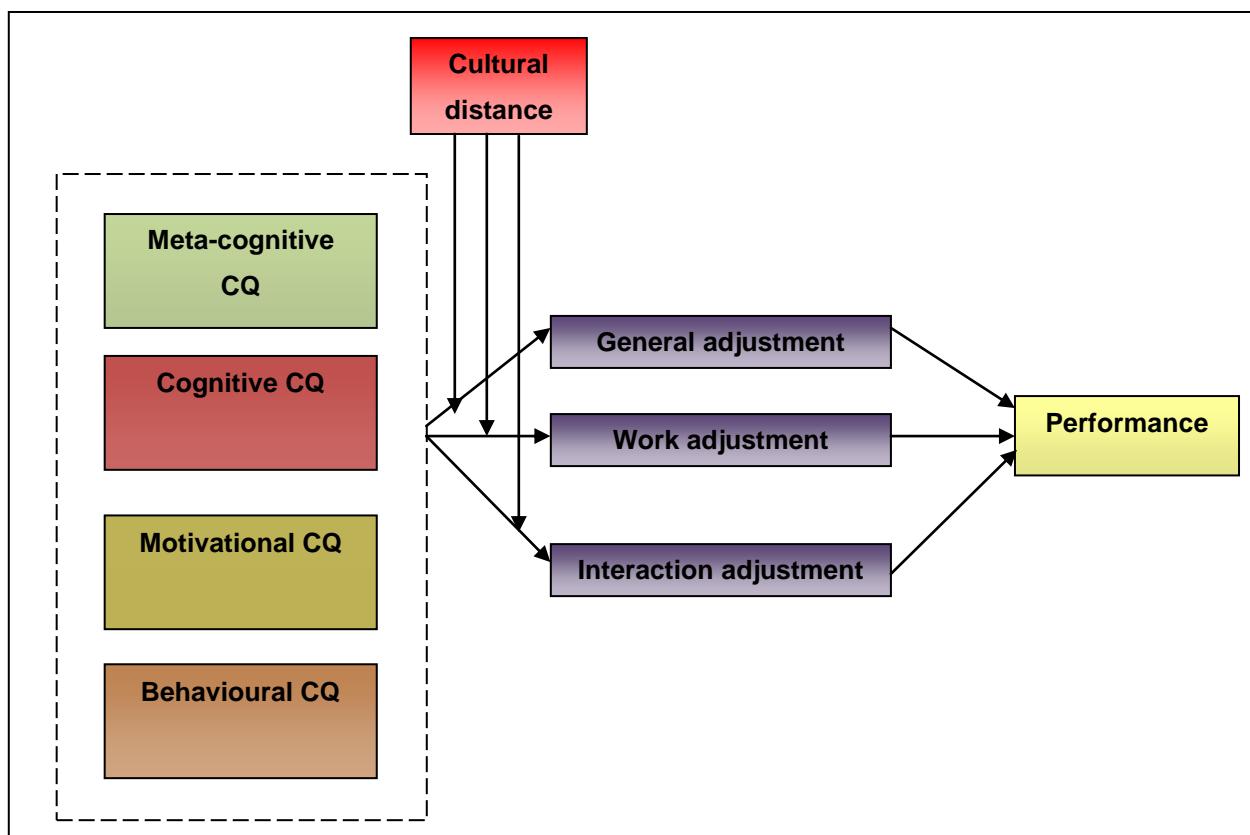 Cultural
distance
Meta-cognitive
CQ
Cognitive CQ
Motivational CQ
Behavioural CQ
General adjustment
Work adjustment
Interaction adjustment
Performance